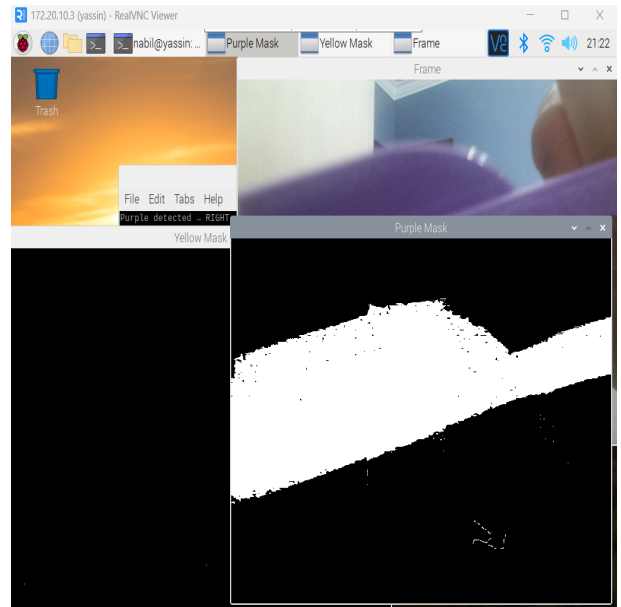 172.20.10.3 (yassin) - RealVNC Viewer
nabil@yassin: ... Purple Mask Yellow Mask Frame 21:22
Frame
Trash
File Edit Tabs Help
Purple detected → RIGHT
Yellow Mask
Purple Mask